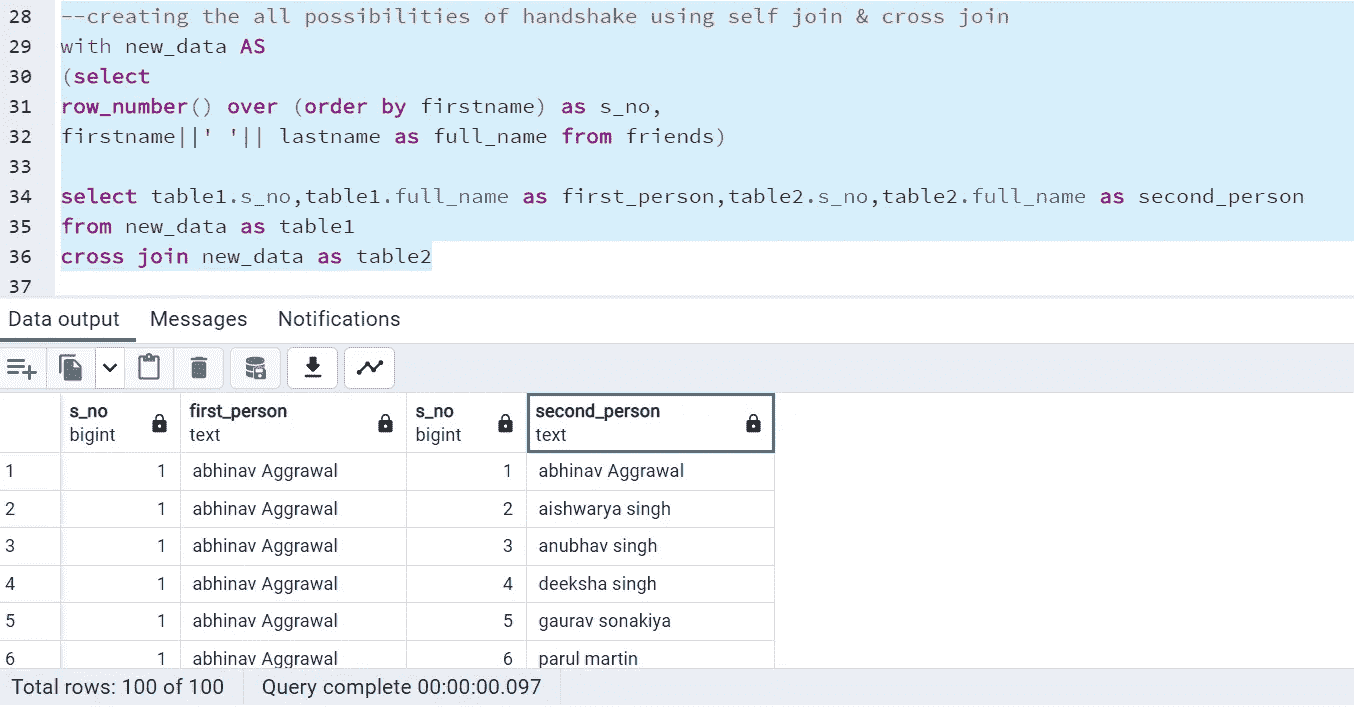 28 --creating the all possibilities of handshake using self join & cross join
29 with new_data AS
30 (select
31 row_number() over (order by firstname) as s_no,
32 firstname||' '|| lastname as full_name from friends)
33
34 select table1.s_no,table1.full_name as first_person,table2.s_no,table2.full_name as second_person
35 from new_data as table1
36 cross join new_data as table2
37
Data output Messages Notifications
s_no first_person s_no second_person
bigint text bigint text
1 1 abhinav Aggrawal 1 abhinav Aggrawal
2 1 abhinav Aggrawal 2 aishwarya singh
3 1 abhinav Aggrawal 3 anubhav singh
4 1 abhinav Aggrawal 4 deeksha singh
5 1 abhinav Aggrawal 5 gaurav sonakiya
6 1 abhinav Aggrawal 6 parul martin
Total rows: 100 of 100 Query complete 00:00:00.097